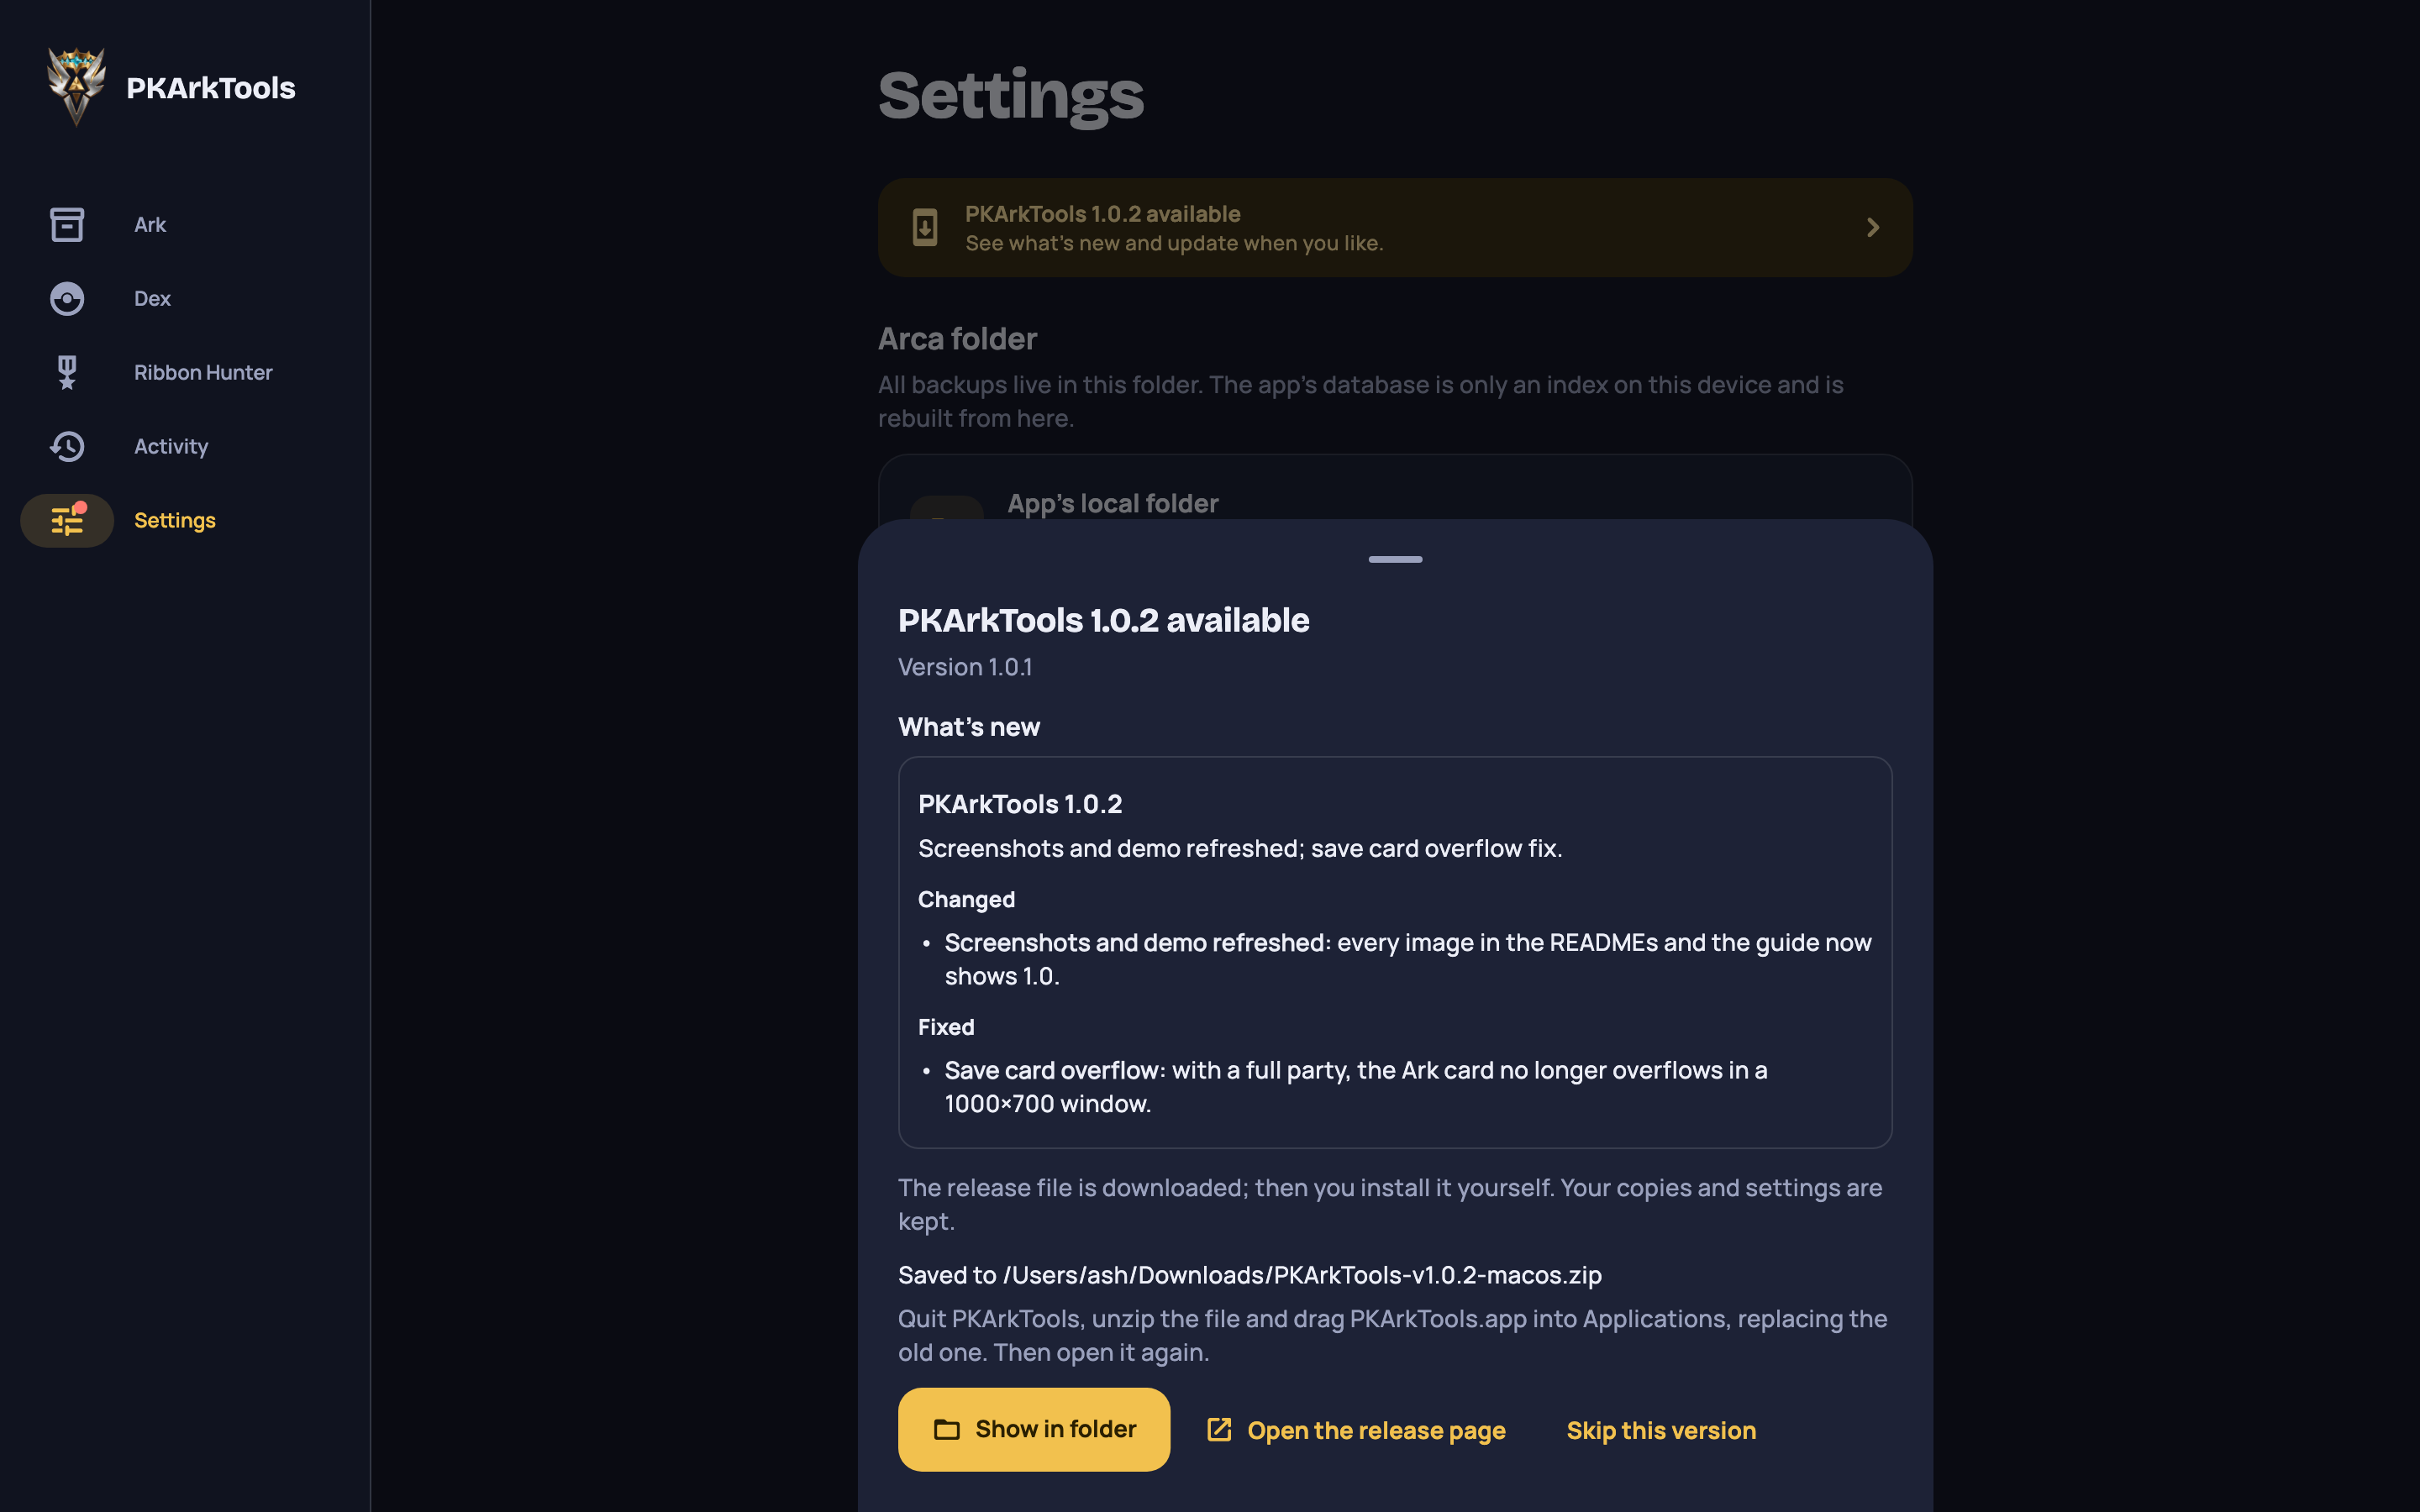 PKArkTools
Ark
Dex
Ribbon Hunter
Activity
Settings
Settings
PKArkTools 1.0.2 available
See what's new and update when you like.
Arca folder
All backups live in this folder. The app's database is only an index on this device and is
rebuilt from here.
App's local folder
PKArkTools 1.0.2 available
Version 1.0.1
What's new
PKArkTools 1.0.2
Screenshots and demo refreshed; save card overflow fix.
Changed
• Screenshots and demo refreshed: every image in the READMEs and the guide now
shows 1.0.
Fixed
• Save card overflow: with a full party, the Ark card no longer overflows in a
1000×700 window.
The release file is downloaded; then you install it yourself. Your copies and settings are
kept.
Saved to /Users/ash/Downloads/PKArkTools-v1.0.2-macos.zip
Quit PKArkTools, unzip the file and drag PKArkTools.app into Applications, replacing the
old one. Then open it again.
Show in folder
Open the release page
Skip this version